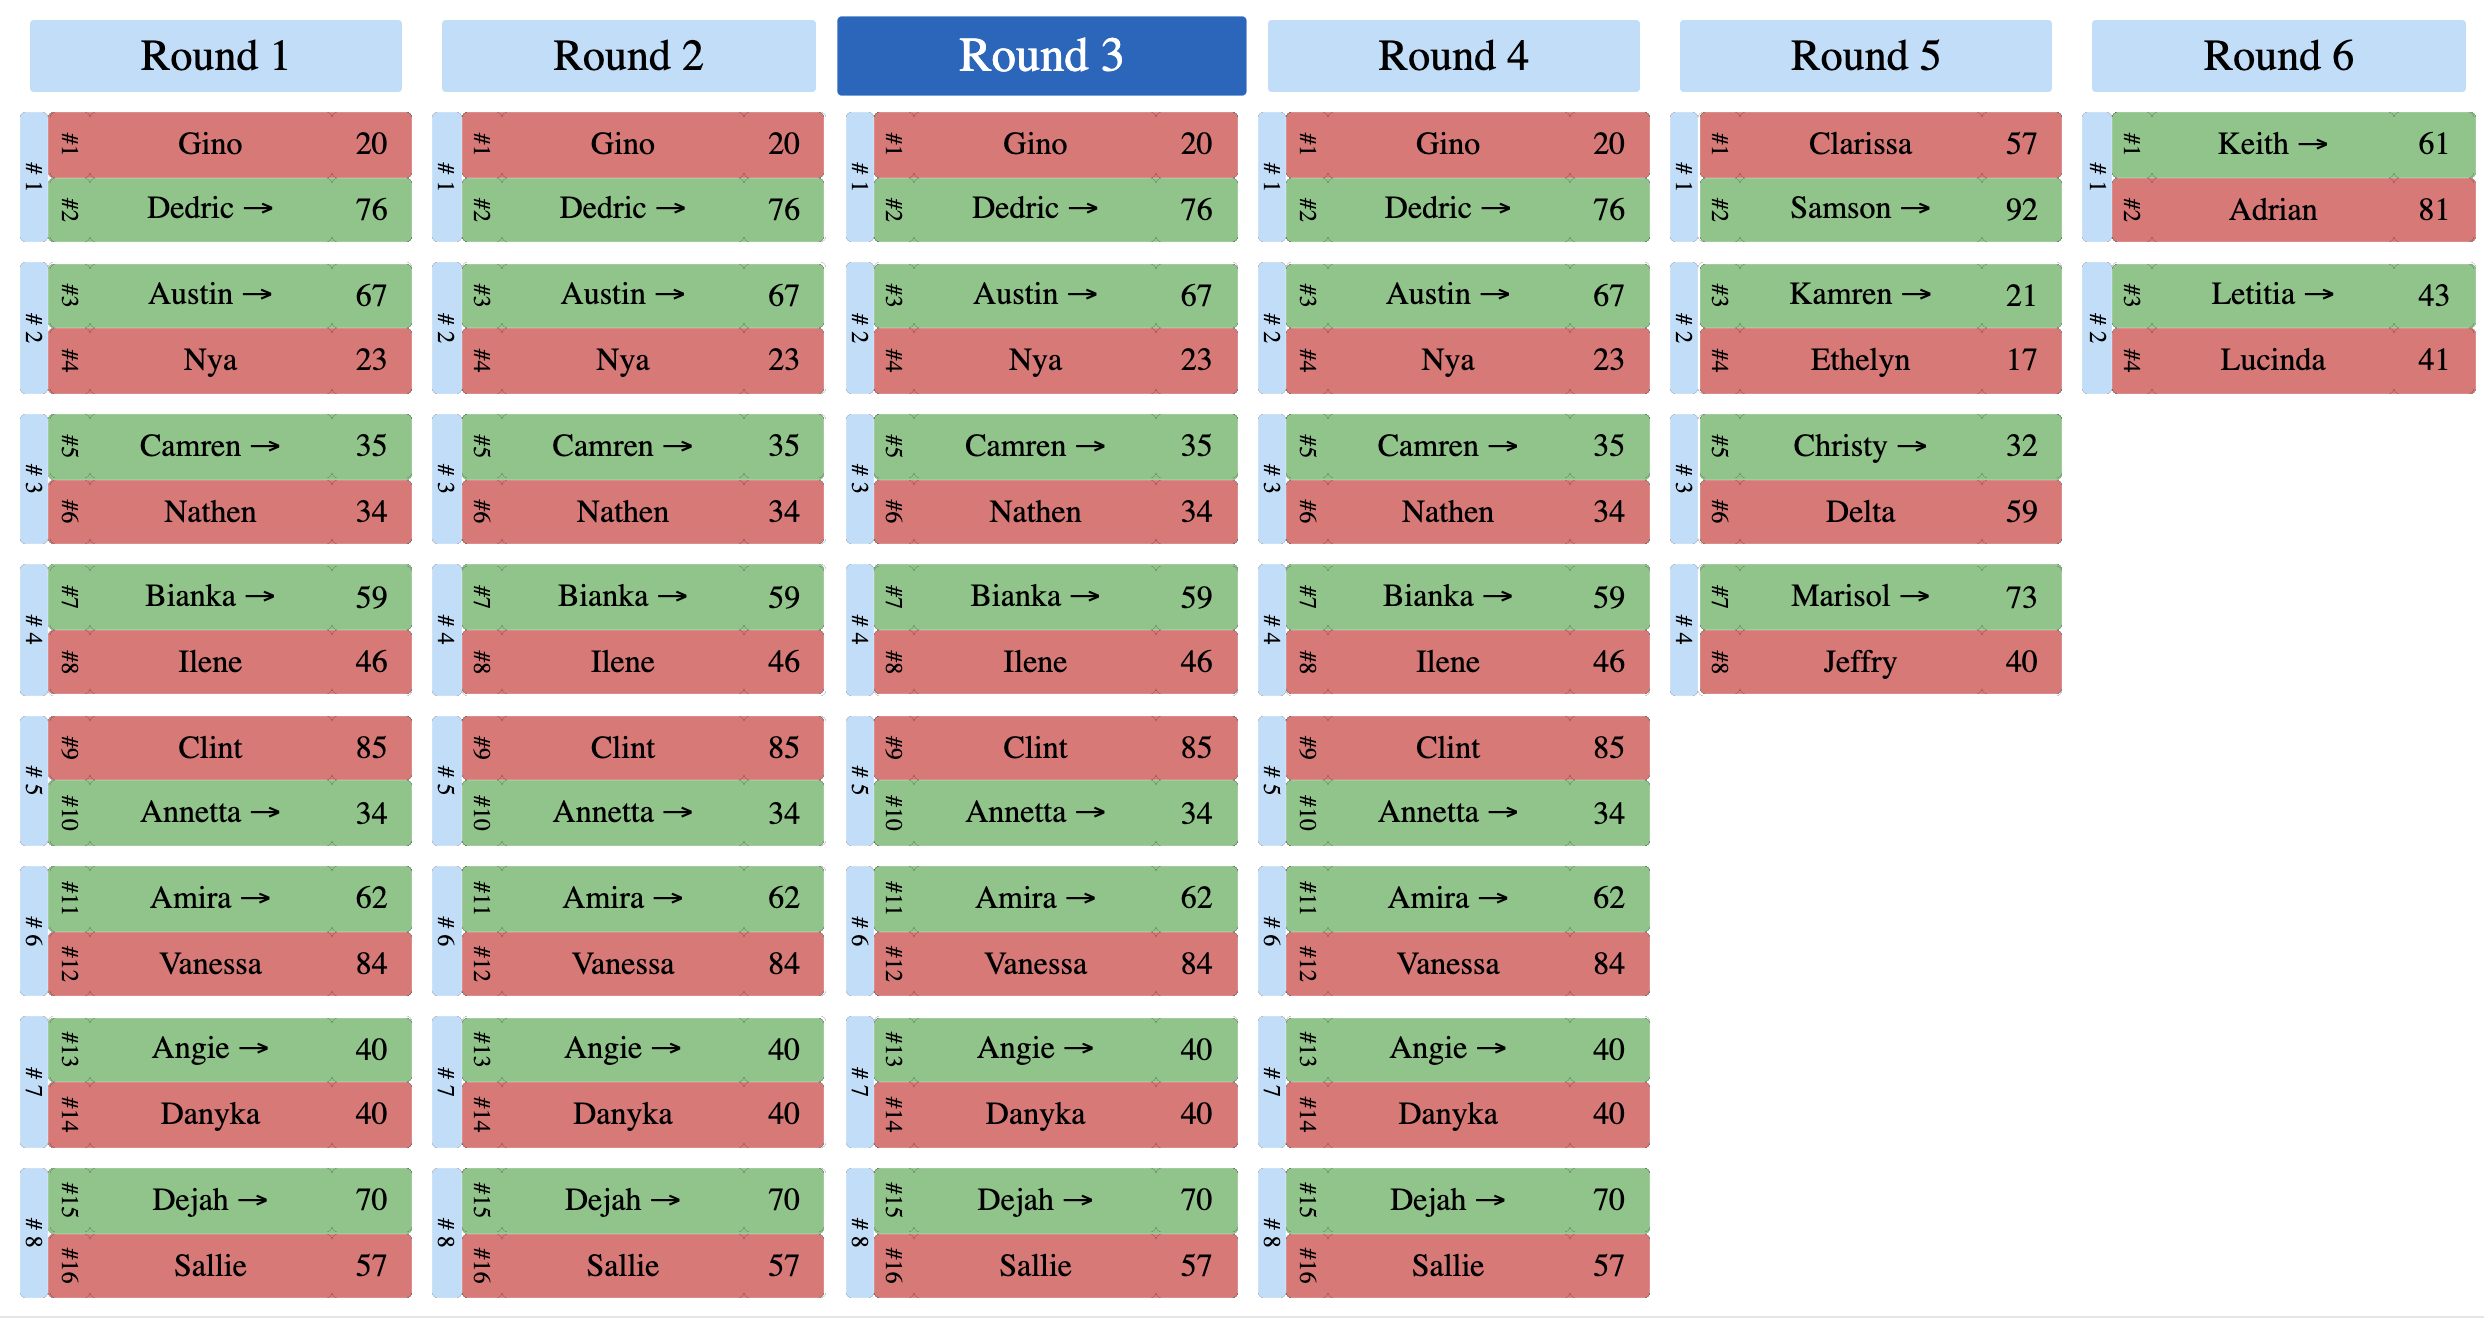 Round 1
# 1
#1 Gino 20
#2 Dedric → 76
# 2
#3 Austin → 67
#4 Nya 23
# 3
#5 Camren → 35
#6 Nathen 34
# 4
#7 Bianka → 59
#8 Ilene 46
# 5
#9 Clint 85
#10 Annetta → 34
# 6
#11 Amira → 62
#12 Vanessa 84
# 7
#13 Angie → 40
#14 Danyka 40
# 8
#15 Dejah → 70
#16 Sallie 57
Round 2
# 1
#1 Gino 20
#2 Dedric → 76
# 2
#3 Austin → 67
#4 Nya 23
# 3
#5 Camren → 35
#6 Nathen 34
# 4
#7 Bianka → 59
#8 Ilene 46
# 5
#9 Clint 85
#10 Annetta → 34
# 6
#11 Amira → 62
#12 Vanessa 84
# 7
#13 Angie → 40
#14 Danyka 40
# 8
#15 Dejah → 70
#16 Sallie 57
Round 3
# 1
#1 Gino 20
#2 Dedric → 76
# 2
#3 Austin → 67
#4 Nya 23
# 3
#5 Camren → 35
#6 Nathen 34
# 4
#7 Bianka → 59
#8 Ilene 46
# 5
#9 Clint 85
#10 Annetta → 34
# 6
#11 Amira → 62
#12 Vanessa 84
# 7
#13 Angie → 40
#14 Danyka 40
# 8
#15 Dejah → 70
#16 Sallie 57
Round 4
# 1
#1 Gino 20
#2 Dedric → 76
# 2
#3 Austin → 67
#4 Nya 23
# 3
#5 Camren → 35
#6 Nathen 34
# 4
#7 Bianka → 59
#8 Ilene 46
# 5
#9 Clint 85
#10 Annetta → 34
# 6
#11 Amira → 62
#12 Vanessa 84
# 7
#13 Angie → 40
#14 Danyka 40
# 8
#15 Dejah → 70
#16 Sallie 57
Round 5
# 1
#1 Clarissa 57
#2 Samson → 92
# 2
#3 Kamren → 21
#4 Ethelyn 17
# 3
#5 Christy → 32
#6 Delta 59
# 4
#7 Marisol → 73
#8 Jeffry 40
Round 6
# 1
#1 Keith → 61
#2 Adrian 81
# 2
#3 Letitia → 43
#4 Lucinda 41